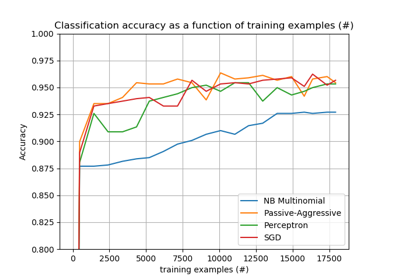 Classification accuracy as a function of training examples (#)
1.000
0.975
0.950
0.925
0.900
0.875
0.850
0.825
0.800
Accuracy
NB Multinomial
Passive-Aggressive
Perceptron
SGD
0 2500 5000 7500 10000 12500 15000 17500
training examples (#)